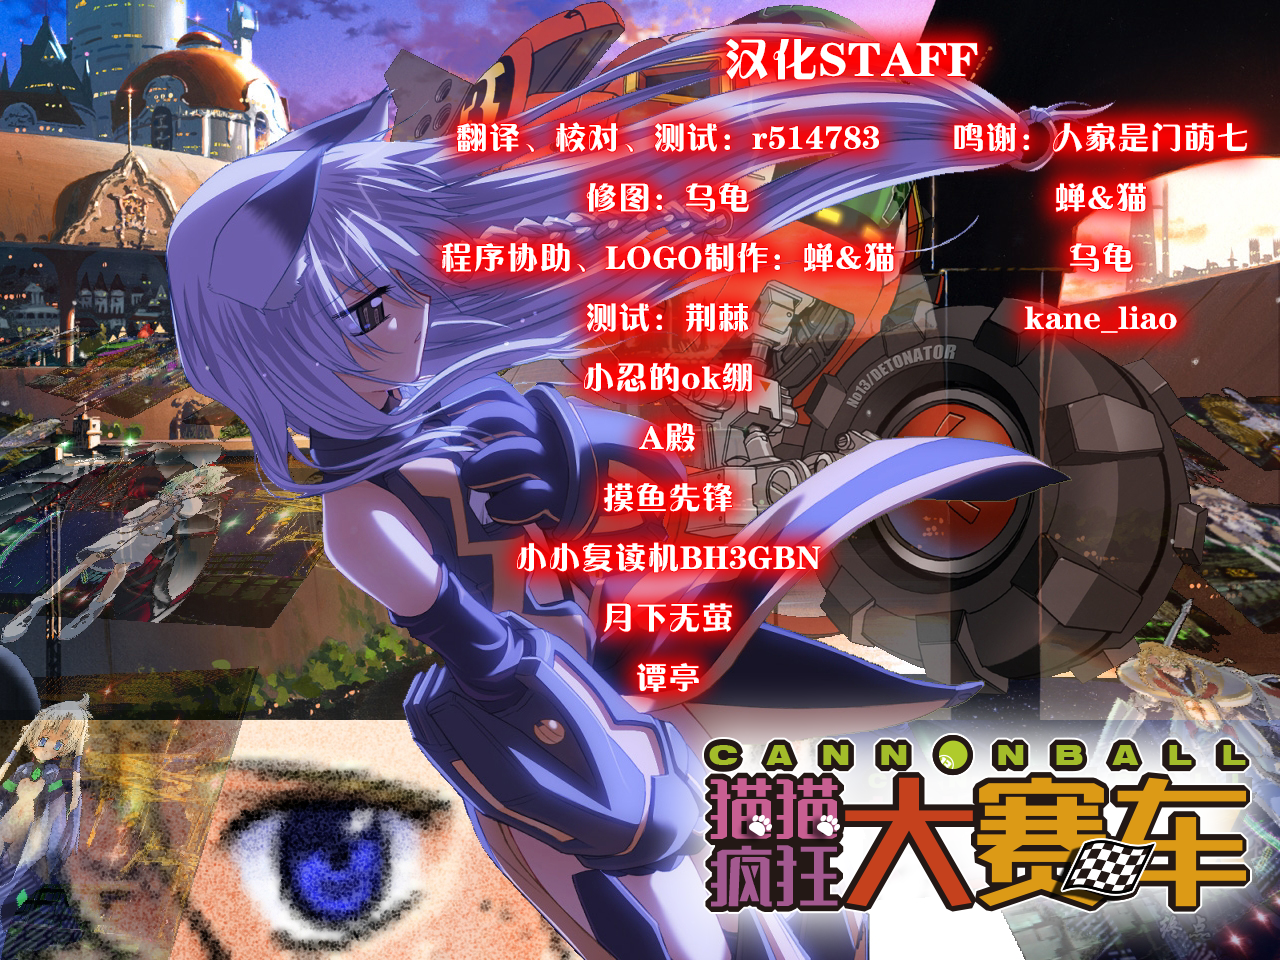 汉化STAFF
翻译、校对、测试：r514783
鸣谢：人家是门萌七
修图：乌龟
蝉&猫
程序协助、LOGO制作：蝉&猫
乌龟
测试：荆棘
kane_liao
小忍的ok绷
No13/DETONATOR
A殿
摸鱼先锋
小小复读机BH3GBN
月下无萤
谭亭
CANNONBALL
猫猫
疯狂
大赛车